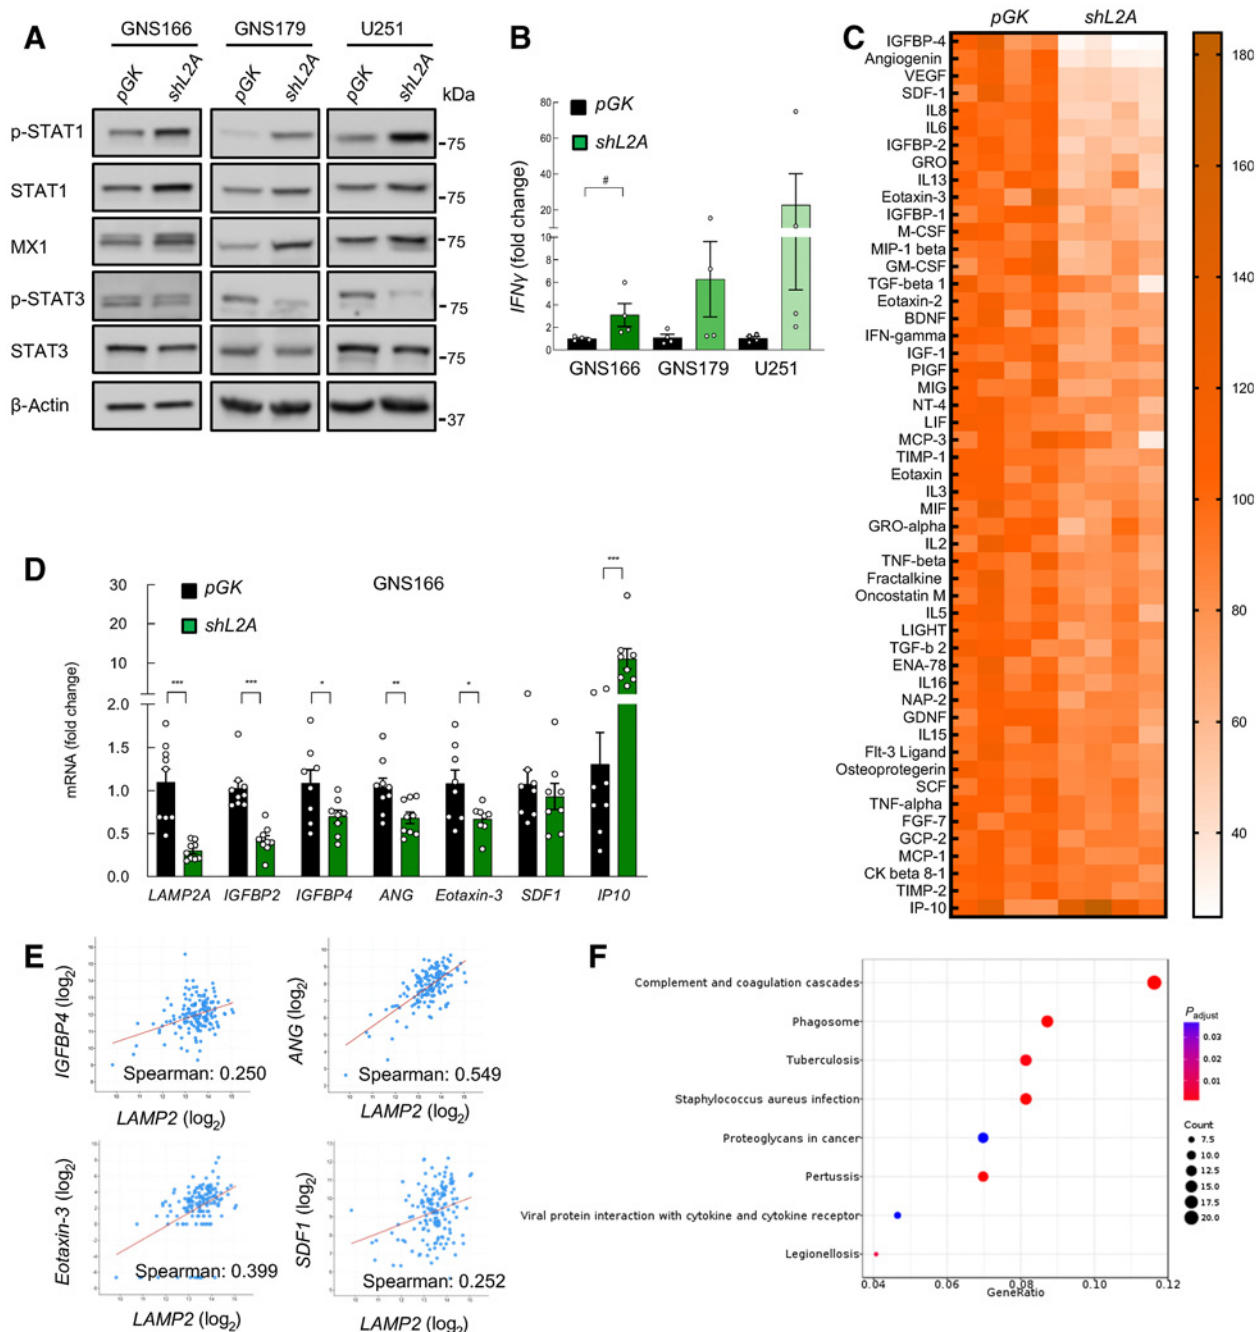 A
GNS166 GNS179 U251
pGK shL2A pGK shL2A pGK shL2A kDa
p-STAT1
-75
STAT1
-75
MX1
-75
p-STAT3
-75
STAT3
-75
β-Actin
-37
B
pGK
shL2A
IFNγ (fold change)
80
60
40
20
10
8
6
4
2
0
#
GNS166 GNS179 U251
C
pGK shL2A
IGFBP-4
Angiogenin
VEGF
SDF-1
IL8
IL6
IGFBP-2
GRO
IL13
Eotaxin-3
IGFBP-1
M-CSF
MIP-1 beta
GM-CSF
TGF-beta 1
Eotaxin-2
BDNF
IFN-gamma
IGF-1
PIGF
MIG
NT-4
LIF
MCP-3
TIMP-1
Eotaxin
IL3
MIF
GRO-alpha
IL2
TNF-beta
Fractalkine
Oncostatin M
IL5
LIGHT
TGF-b 2
ENA-78
IL16
NAP-2
GDNF
IL15
Flt-3 Ligand
Osteoprotegerin
SCF
TNF-alpha
FGF-7
GCP-2
MCP-1
CK beta 8-1
TIMP-2
IP-10
180
160
140
120
100
80
60
40
D
GNS166
pGK
shL2A
mRNA (fold change)
30
20
10
2.0
1.5
1.0
0.5
0.0
*** *** * ** * ***
LAMP2A IGFBP2 IGFBP4 ANG Eotaxin-3 SDF1 IP10
E
IGFBP4 (log2)
Spearman: 0.250
LAMP2 (log2)
ANG (log2)
Spearman: 0.549
LAMP2 (log2)
Eotaxin-3 (log2)
Spearman: 0.399
LAMP2 (log2)
SDF1 (log2)
Spearman: 0.252
LAMP2 (log2)
F
Complement and coagulation cascades
Phagosome
Tuberculosis
Staphylococcus aureus infection
Proteoglycans in cancer
Pertussis
Viral protein interaction with cytokine and cytokine receptor
Legionellosis
0.04 0.06 0.08 0.10 0.12
GeneRatio
Padjust
0.03
0.02
0.01
Count
7.5
10.0
12.5
15.0
17.5
20.0